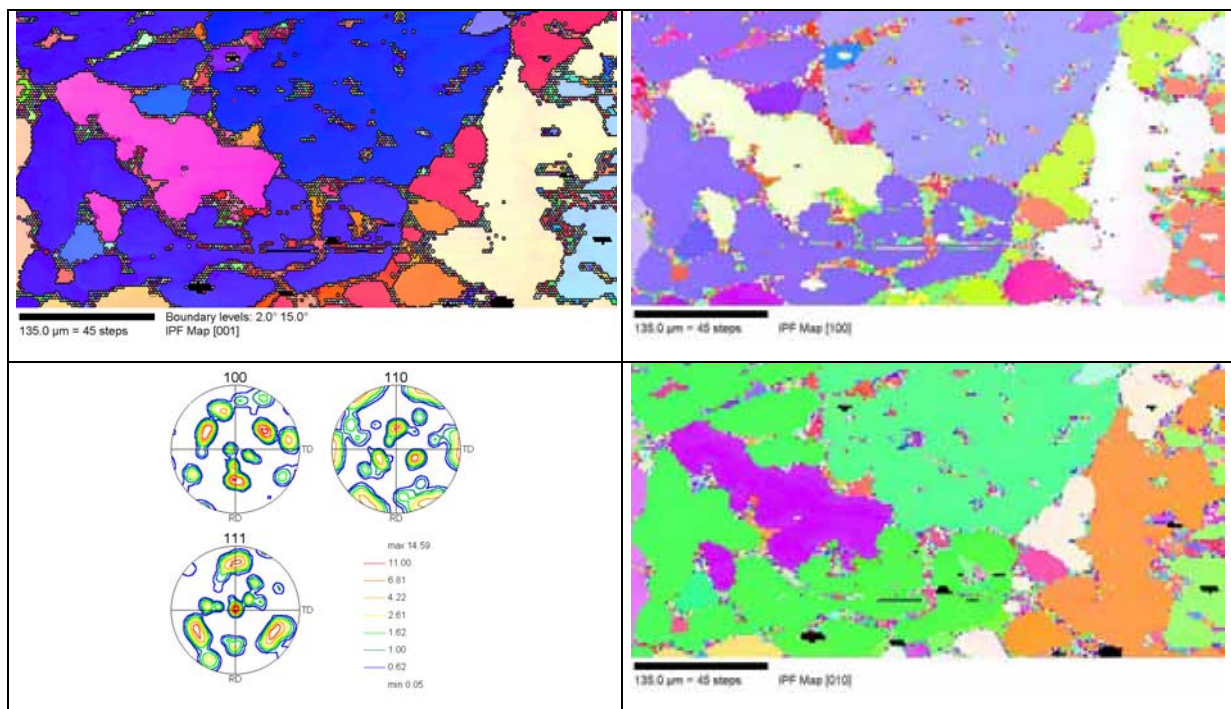 Boundary levels: 2.0° 15.0°
135.0 µm = 45 steps IPF Map [001]
135.0 µm = 45 steps IPF Map [100]
100 110
TD TD
RD RD
111
TD
RD
max 14.59
11.00
6.81
4.22
2.61
1.62
1.00
0.62
min 0.05
135.0 µm = 45 steps IPF Map [010]